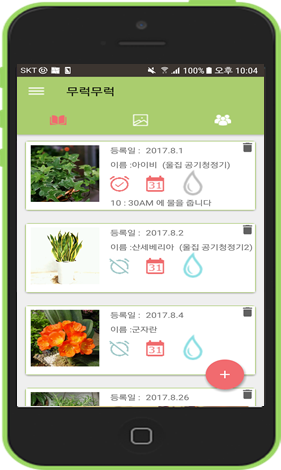 SKT 100% 오후 10:04
무럭무럭
등록일 : 2017.8.1
이름 :아이비 (물집 공기청정기)
31
10 : 30AM 에 물을 줍니다
등록일 : 2017.8.2
이름 :산세베리아 (물집 공기청정기2)
31
등록일 : 2017.8.4
이름 :군자란
31
+
등록일 : 2017.8.26